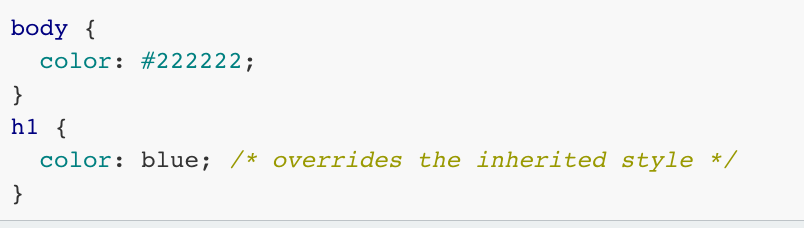 body {
  color: #222222;
}
h1 {
  color: blue; /* overrides the inherited style */
}